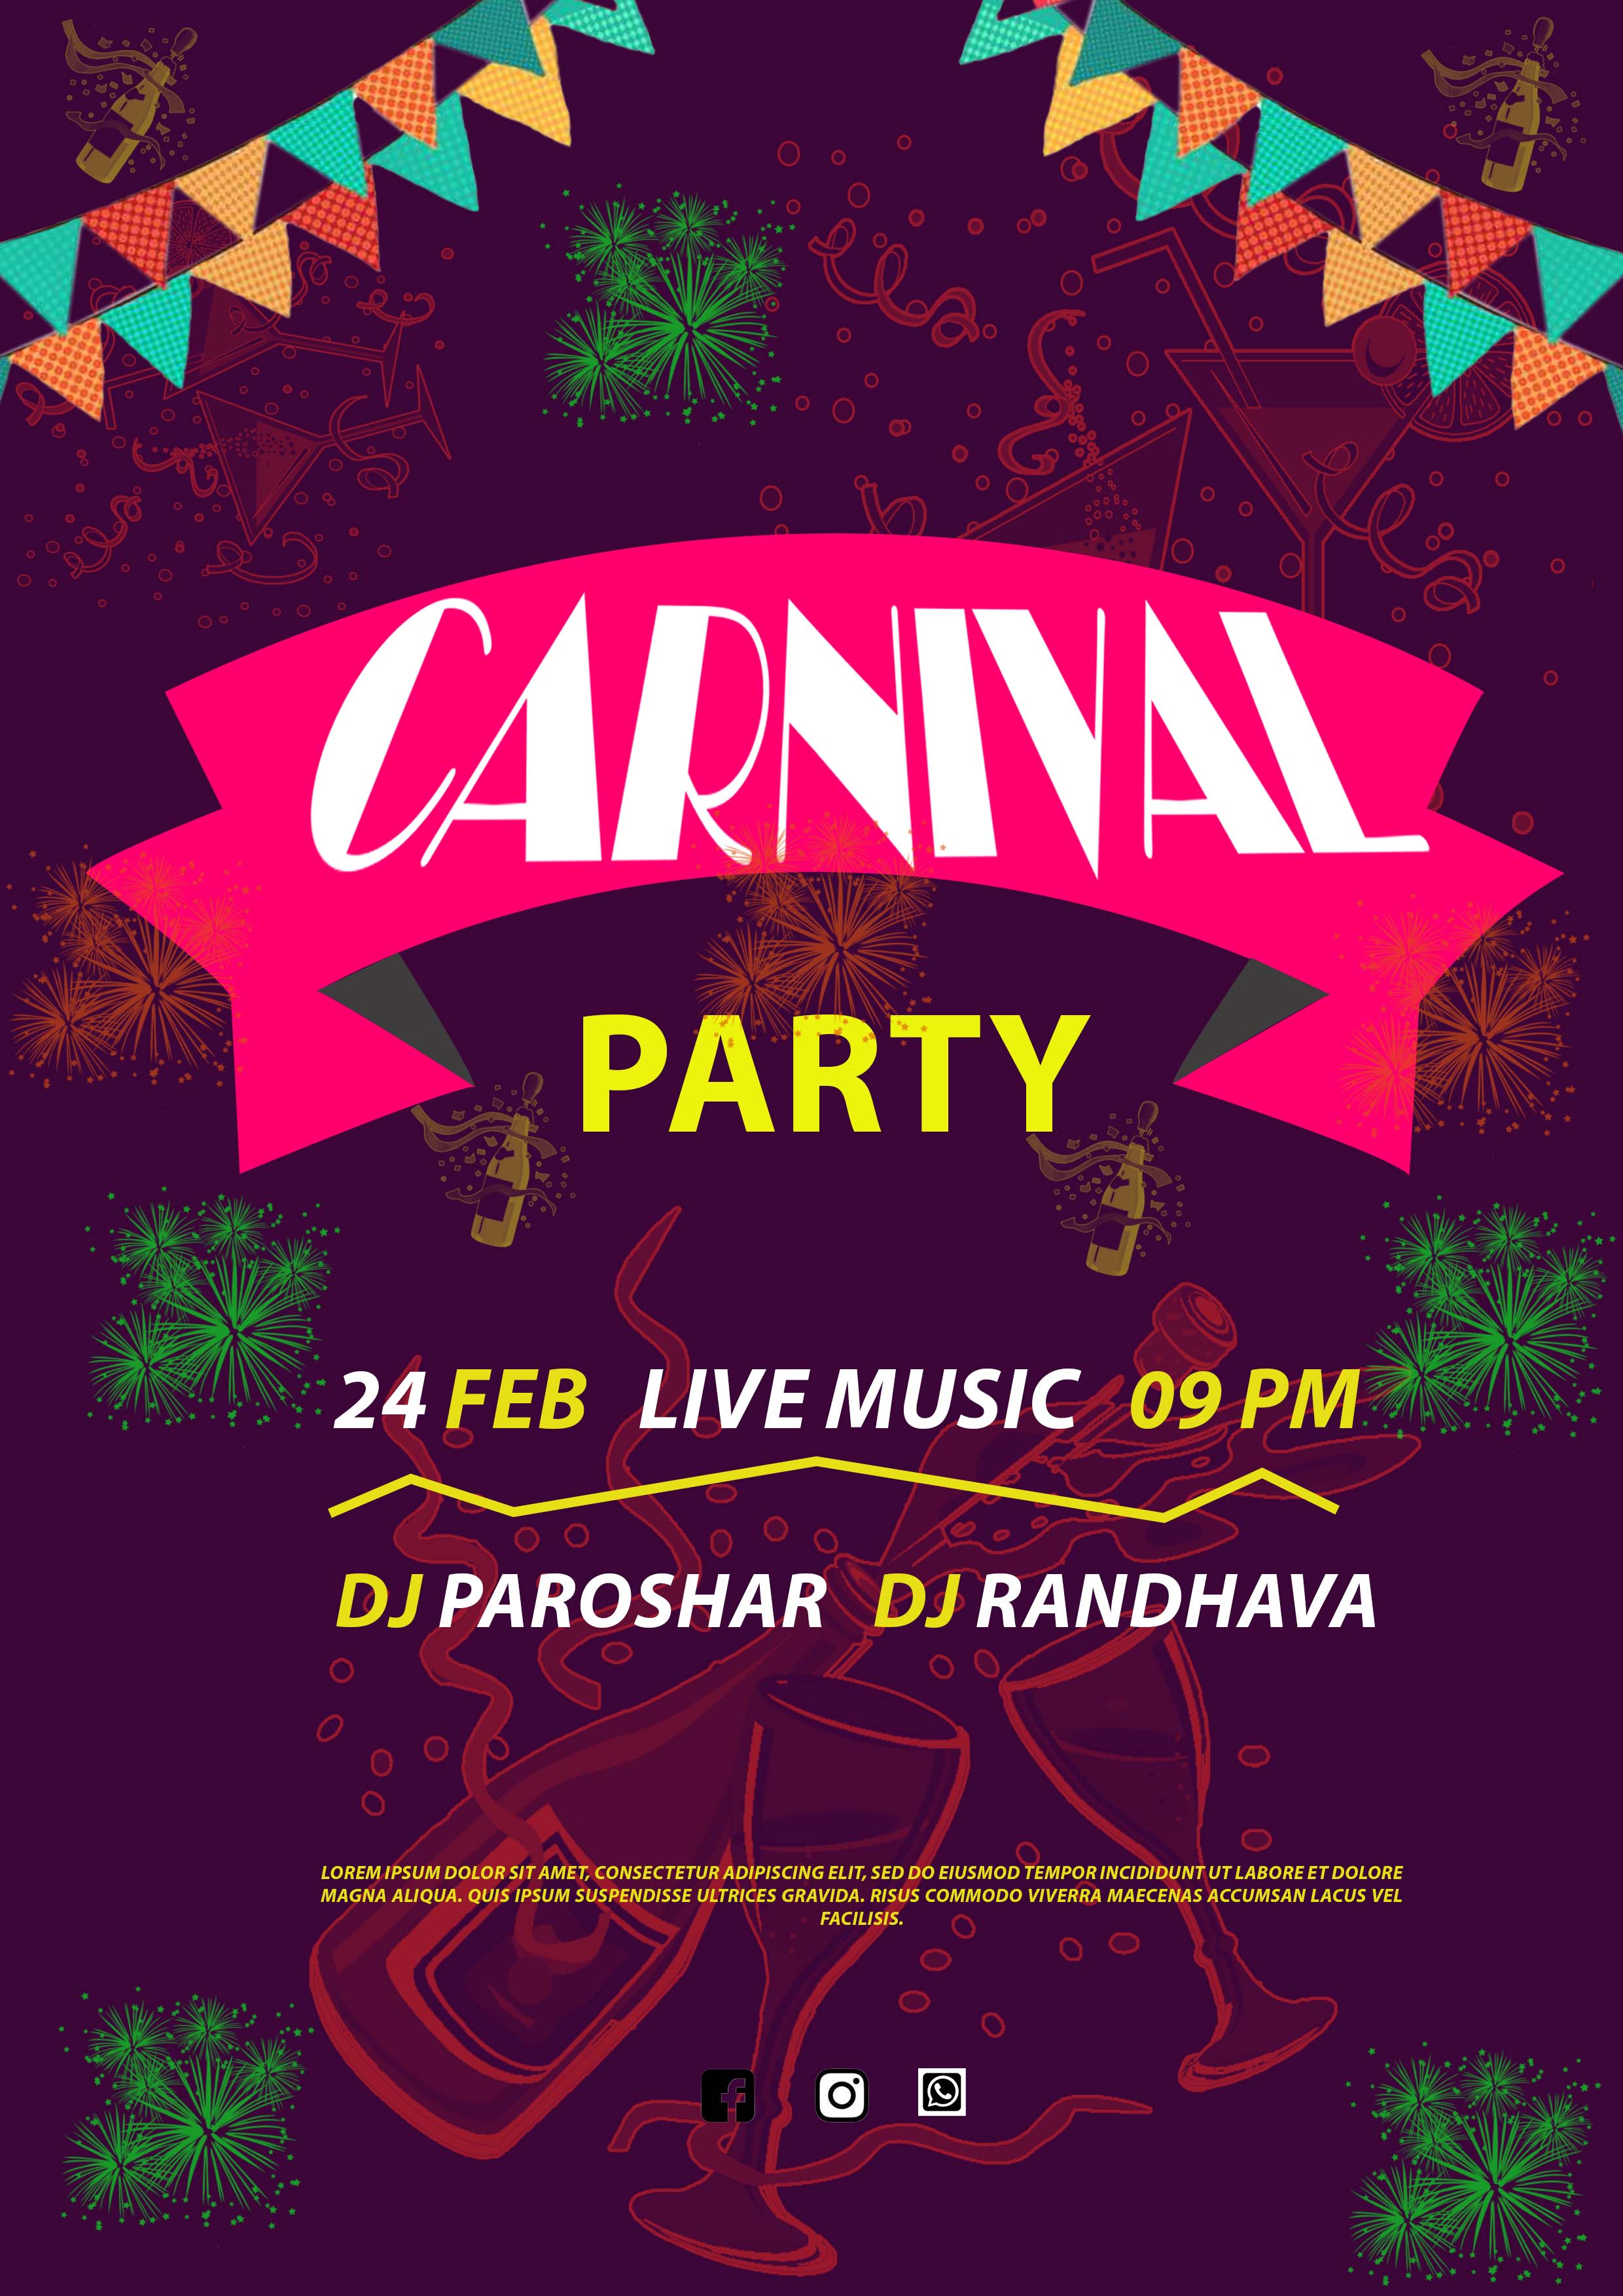 CARNIVAL
PARTY
24 FEB LIVE MUSIC 09 PM
DJ PAROSHAR DJ RANDHAVA
LOREM IPSUM DOLOR SIT AMET, CONSECTETUR ADIPISCING ELIT, SED DO EIUSMOD TEMPOR INCIDIDUNT UT LABORE ET DOLORE
MAGNA ALIQUA. QUIS IPSUM SUSPENDISSE ULTRICES GRAVIDA. RISUS COMMODO VIVERRA MAECENAS ACCUMSAN LACUS VEL
FACILISIS.